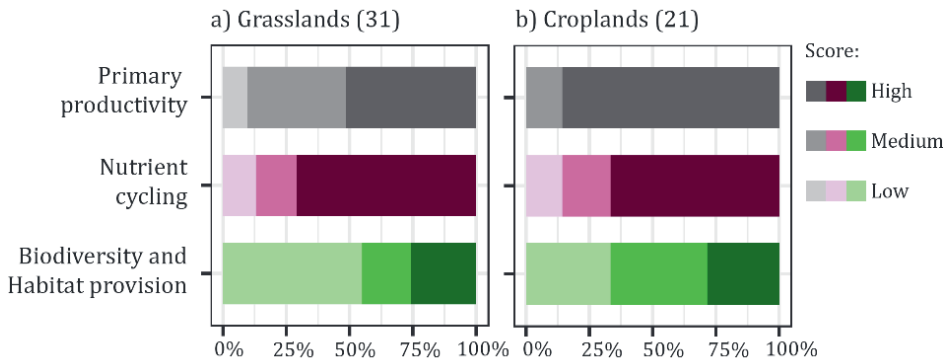 a) Grasslands (31)
b) Croplands (21)
Score:
High
Medium
Low
Primary
productivity
Nutrient
cycling
Biodiversity and
Habitat provision
0% 25% 50% 75% 100%
0% 25% 50% 75% 100%